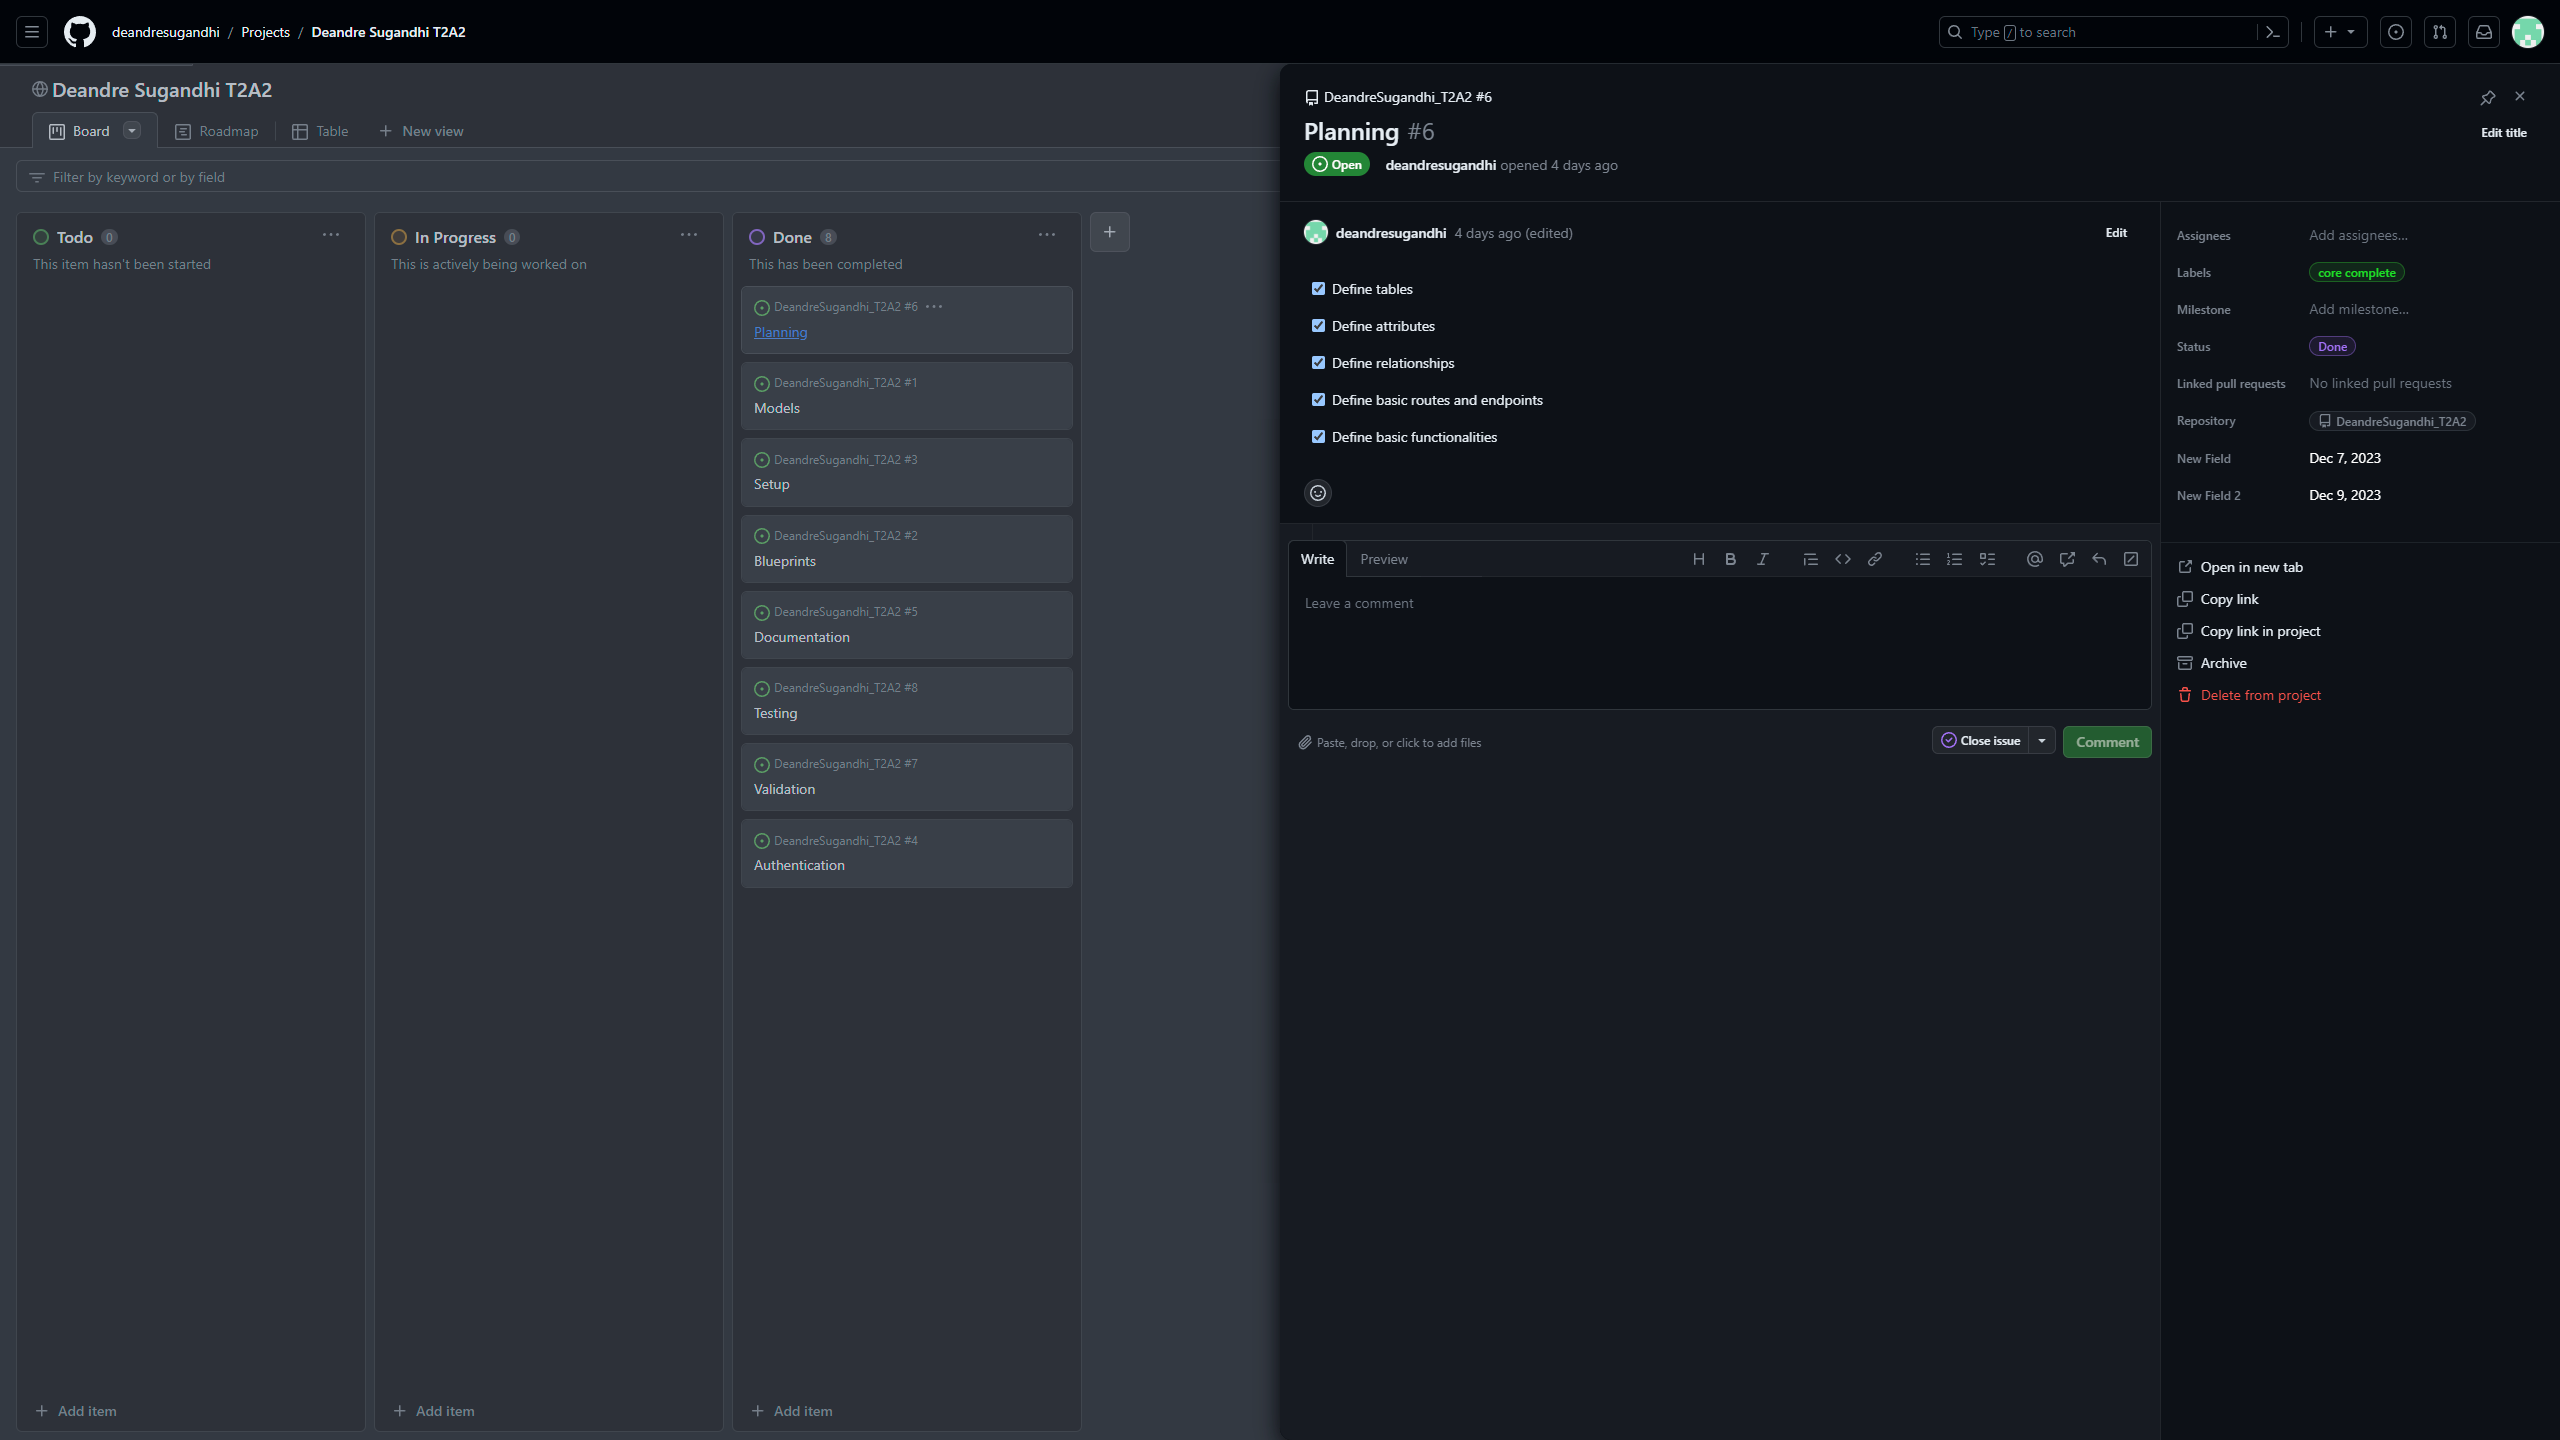 deandresugandhi / Projects / Deandre Sugandhi T2A2
Type / to search
Deandre Sugandhi T2A2
Board
Roadmap
Table
New view
Filter by keyword or by field
Todo 0
This item hasn't been started
Add item
In Progress 0
This is actively being worked on
Add item
Done 8
This has been completed
DeandreSugandhi_T2A2 #6
Planning
DeandreSugandhi_T2A2 #1
Models
DeandreSugandhi_T2A2 #3
Setup
DeandreSugandhi_T2A2 #2
Blueprints
DeandreSugandhi_T2A2 #5
Documentation
DeandreSugandhi_T2A2 #8
Testing
DeandreSugandhi_T2A2 #7
Validation
DeandreSugandhi_T2A2 #4
Authentication
Add item
DeandreSugandhi_T2A2 #6
Planning #6
Edit title
Open
deandresugandhi opened 4 days ago
deandresugandhi 4 days ago (edited)
Edit
Define tables
Define attributes
Define relationships
Define basic routes and endpoints
Define basic functionalities
Write
Preview
Leave a comment
Paste, drop, or click to add files
Close issue
Comment
Assignees Add assignees...
Labels core complete
Milestone Add milestone...
Status Done
Linked pull requests No linked pull requests
Repository DeandreSugandhi_T2A2
New Field Dec 7, 2023
New Field 2 Dec 9, 2023
Open in new tab
Copy link
Copy link in project
Archive
Delete from project